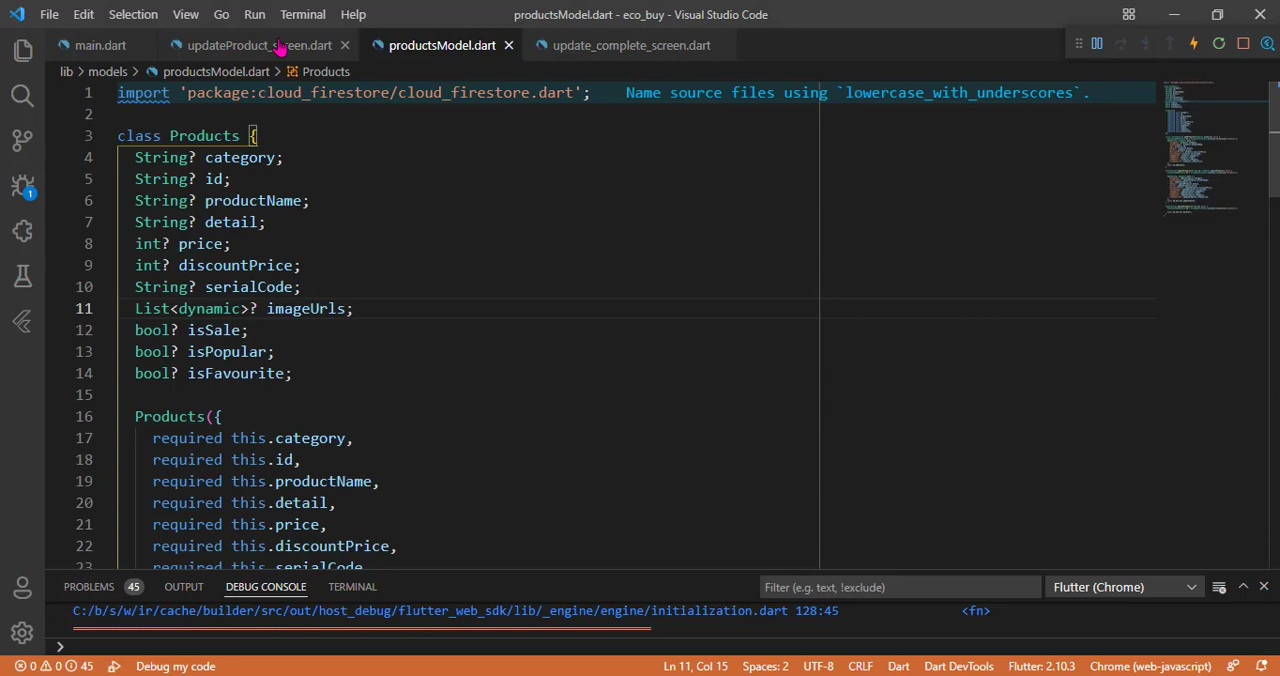 File Edit Selection View Go Run Terminal Help productsModel.dart - eco_buy - Visual Studio Code
main.dart updateProduct_screen.dart productsModel.dart update_complete_screen.dart
lib > models > productsModel.dart > Products
1 import 'package:cloud_firestore/cloud_firestore.dart'; Name source files using `lowercase_with_underscores`.
2
3 class Products {
4 String? category;
5 String? id;
6 String? productName;
7 String? detail;
8 int? price;
9 int? discountPrice;
10 String? serialCode;
11 List<dynamic>? imageUrls;
12 bool? isSale;
13 bool? isPopular;
14 bool? isFavourite;
15
16 Products({
17 required this.category,
18 required this.id,
19 required this.productName,
20 required this.detail,
21 required this.price,
22 required this.discountPrice,
23 required this.serialCode
PROBLEMS 45 OUTPUT DEBUG CONSOLE TERMINAL Filter (e.g. text, !exclude) Flutter (Chrome)
C:/b/s/w/ir/cache/builder/src/out/host_debug/flutter_web_sdk/lib/_engine/engine/initialization.dart 128:45 <fn>
>
1
0 0 45 Debug my code Ln 11, Col 15 Spaces: 2 UTF-8 CRLF Dart Dart DevTools Flutter: 2.10.3 Chrome (web-javascript)